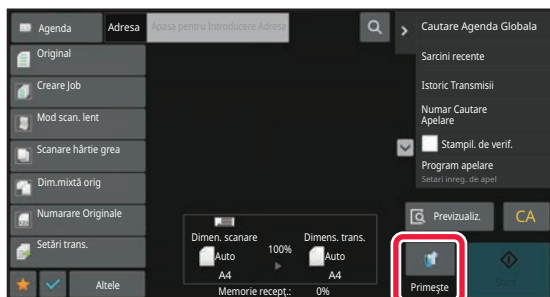 Agenda
Adresa
Apasa pentru Introducere Adresa
Cautare Agenda Globala
Original
Sarcini recente
Creare Job
Istoric Transmisii
Mod scan. lent
Numar Cautare
Apelare
Scanare hârtie
grea
Stampil. de verif.
Dim.mixtă orig
Program apelare
Setari inreg. de apel
Numarare Originale
Previzualiz.
CA
Setări trans.
Dimen. scanare
100%
Dimens. trans.
Auto
Auto
A4
A4
Altele
Memorie recepț.: 0%
Primește
Start